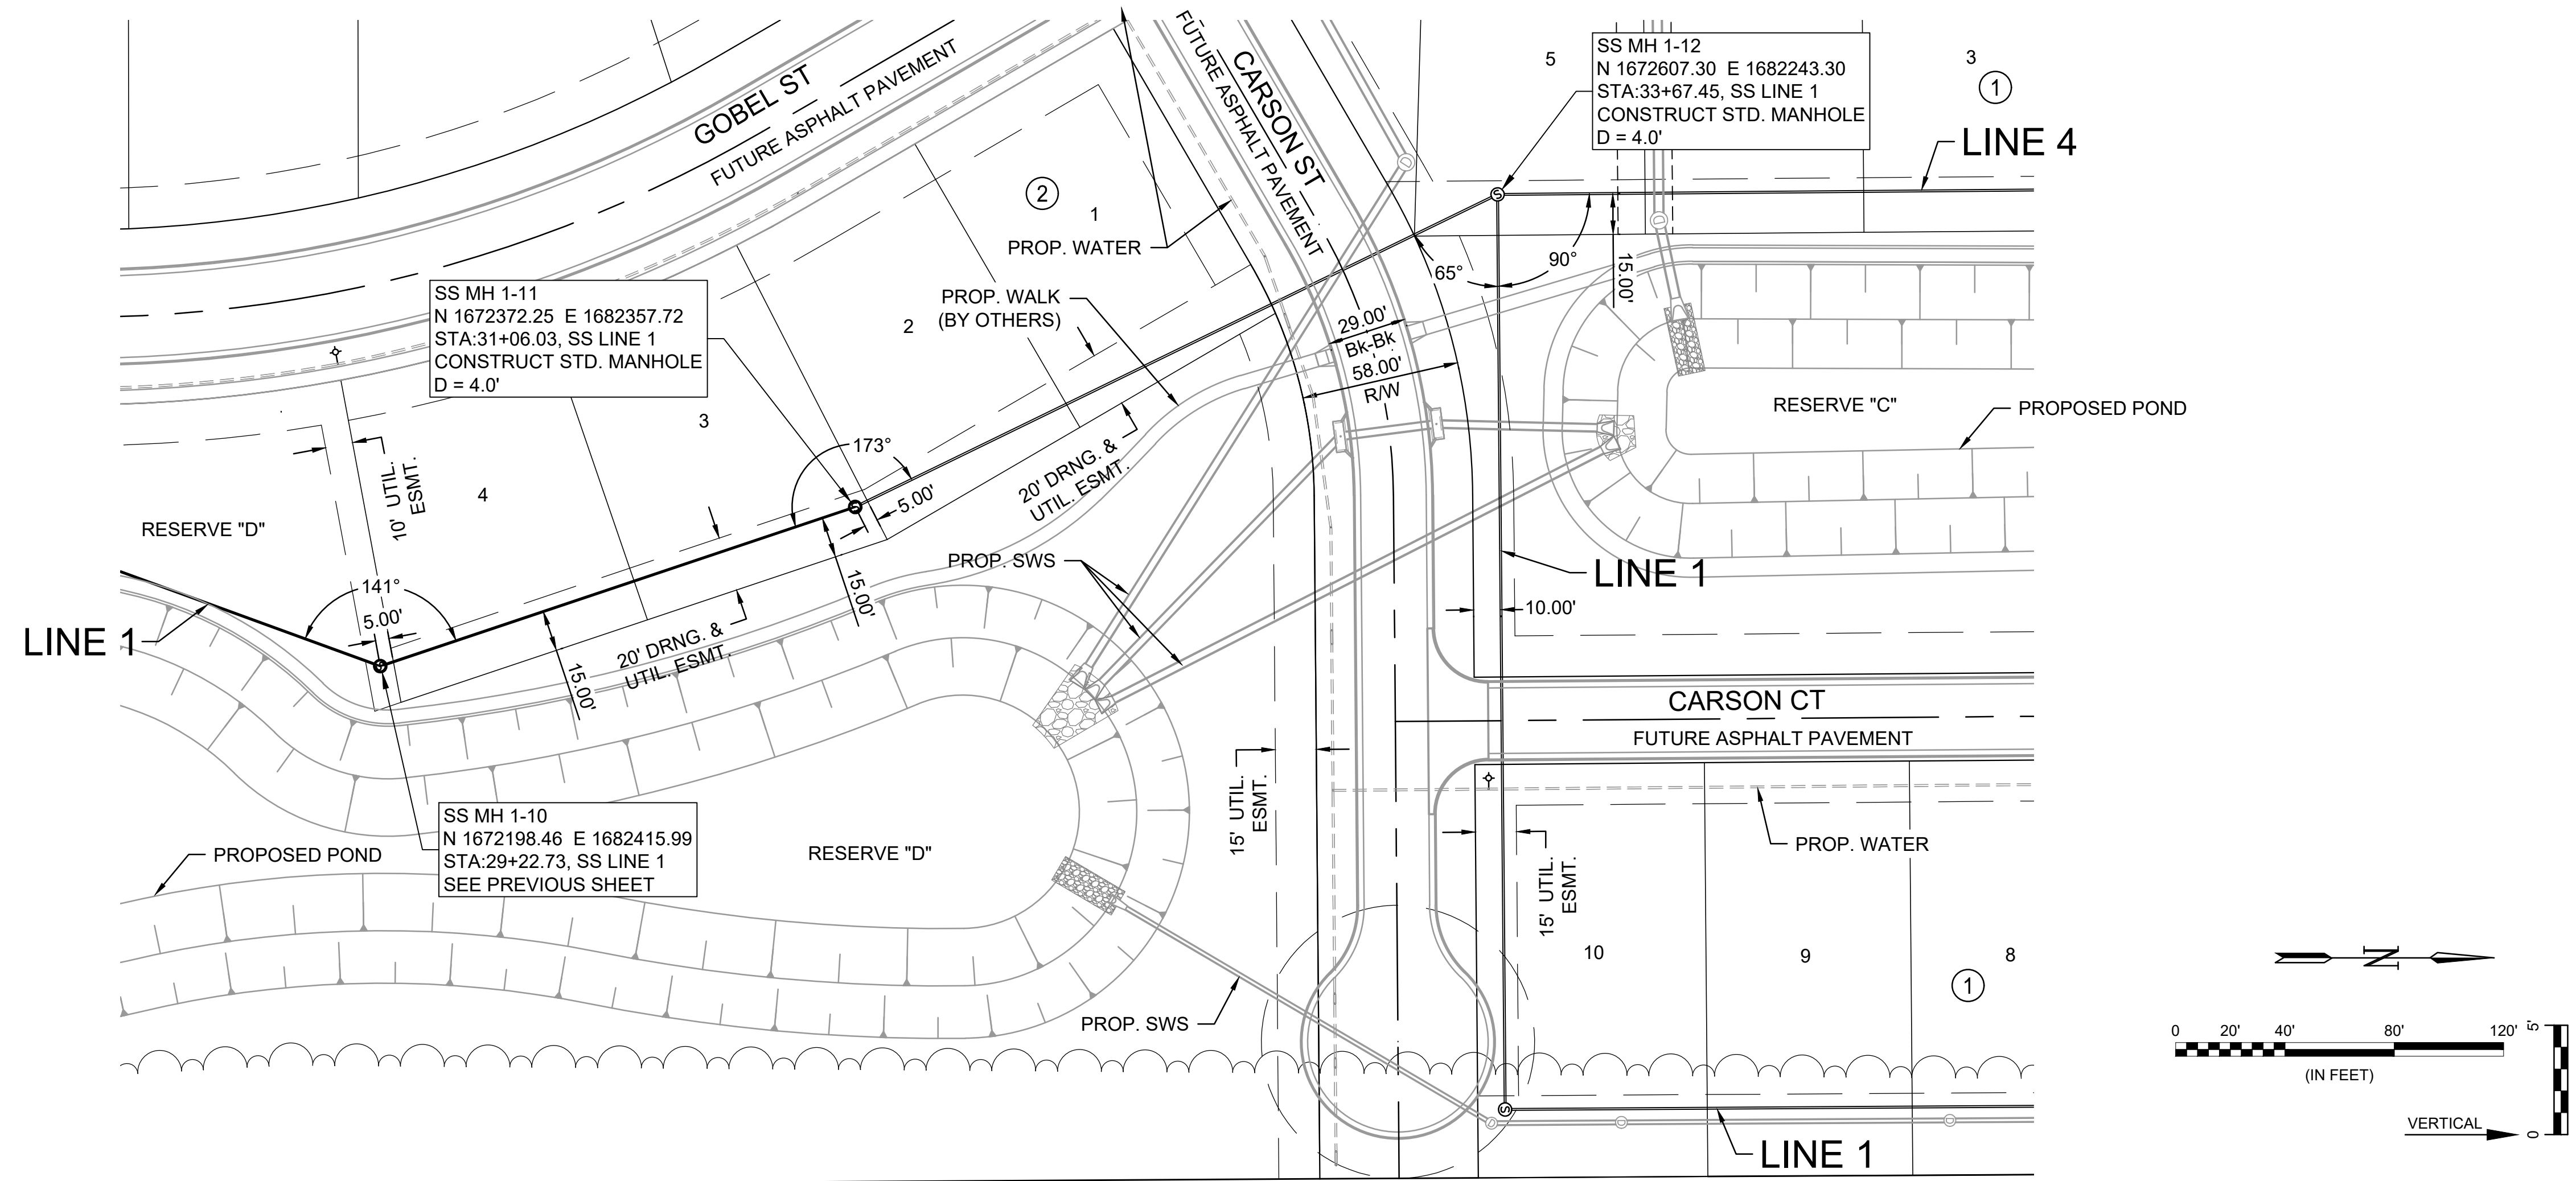 GOBEL ST
FUTURE ASPHALT PAVEMENT
CARSON ST
FUTURE ASPHALT PAVEMENT
FUTURE ASPHALT PAVEMENT
5
SS MH 1-12
N 1672607.30  E 1682243.30
STA:33+67.45, SS LINE 1
CONSTRUCT STD. MANHOLE
D = 4.0'
3
1
LINE 4
2
1
PROP. WATER
65°
90°
15.00'
SS MH 1-11
N 1672372.25  E 1682357.72
STA:31+06.03, SS LINE 1
CONSTRUCT STD. MANHOLE
D = 4.0'
PROP. WALK
(BY OTHERS)
2
29.00'
Bk-Bk
58.00'
R/W
RESERVE "C"
PROPOSED POND
3
173°
10' UTIL.
ESMT.
4
5.00'
20' DRNG. &
UTIL. ESMT.
RESERVE "D"
PROP. SWS
LINE 1
141°
5.00'
15.00'
10.00'
LINE 1
20' DRNG. &
UTIL. ESMT.
15.00'
CARSON CT
FUTURE ASPHALT PAVEMENT
15' UTIL.
ESMT.
SS MH 1-10
N 1672198.46  E 1682415.99
STA:29+22.73, SS LINE 1
SEE PREVIOUS SHEET
PROPOSED POND
RESERVE "D"
PROP. WATER
15' UTIL.
ESMT.
10
9
8
1
N
PROP. SWS
0 20' 40' 80' 120'
(IN FEET)
5'
0
VERTICAL
LINE 1
S
S
S
S
D
D
D
D
D